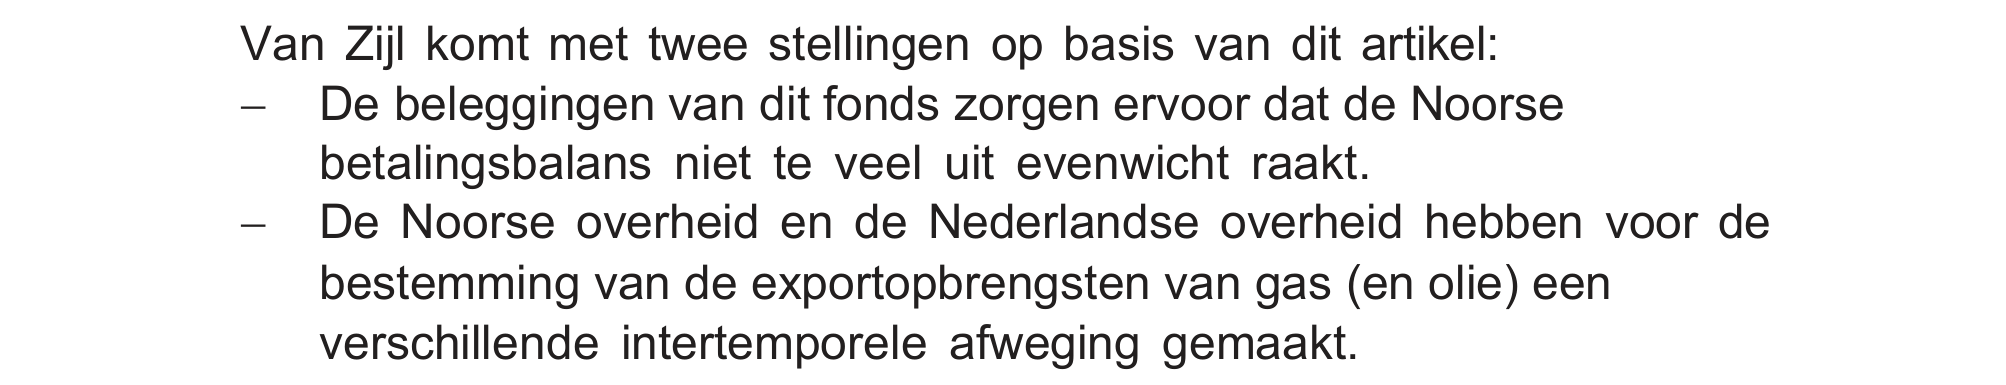 Van Zijl komt met twee stellingen op basis van dit artikel:
− De beleggingen van dit fonds zorgen ervoor dat de Noorse
betalingsbalans niet te veel uit evenwicht raakt.
− De Noorse overheid en de Nederlandse overheid hebben voor de
bestemming van de exportopbrengsten van gas (en olie) een
verschillende intertemporele afweging gemaakt.